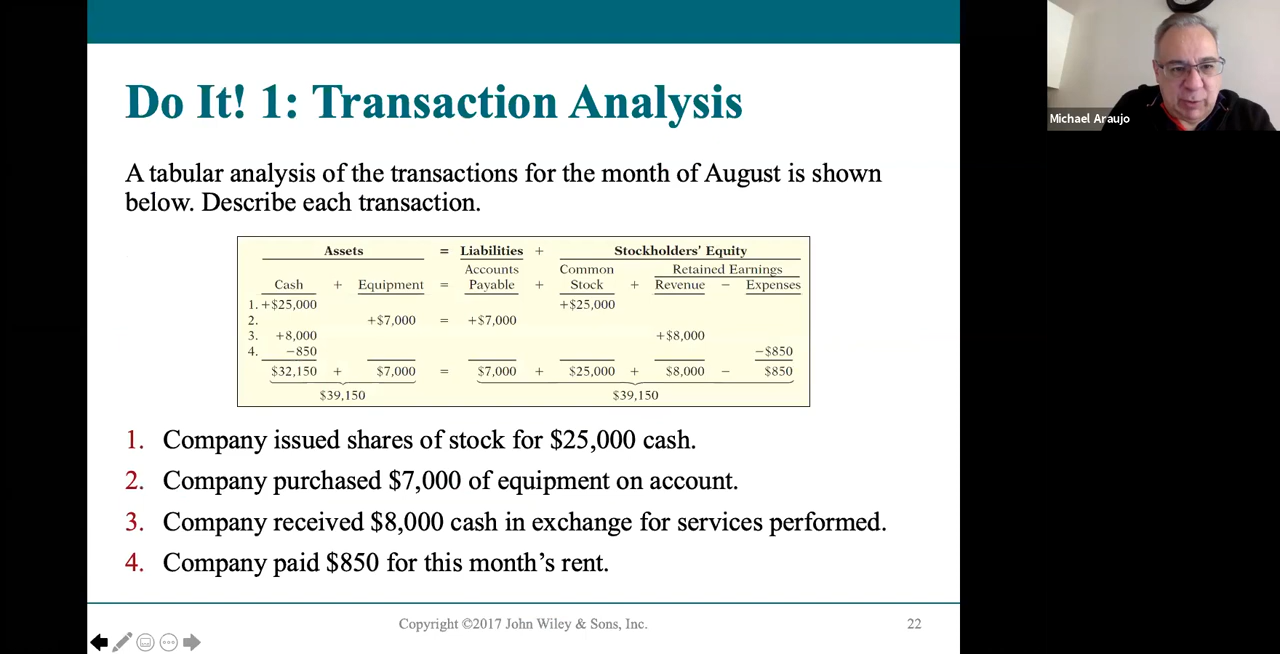 Do It! 1: Transaction Analysis
Michael Araujo
A tabular analysis of the transactions for the month of August is shown
below. Describe each transaction.
Assets = Liabilities + Stockholders' Equity
Accounts Common Retained Earnings
Cash + Equipment = Payable + Stock + Revenue – Expenses
1. +$25,000 +$25,000
2. +$7,000 = +$7,000
3. +8,000 +$8,000
4. –850 –$850
$32,150 + $7,000 = $7,000 + $25,000 + $8,000 – $850
$39,150 $39,150
1. Company issued shares of stock for $25,000 cash.
2. Company purchased $7,000 of equipment on account.
3. Company received $8,000 cash in exchange for services performed.
4. Company paid $850 for this month’s rent.
Copyright ©2017 John Wiley & Sons, Inc. 22